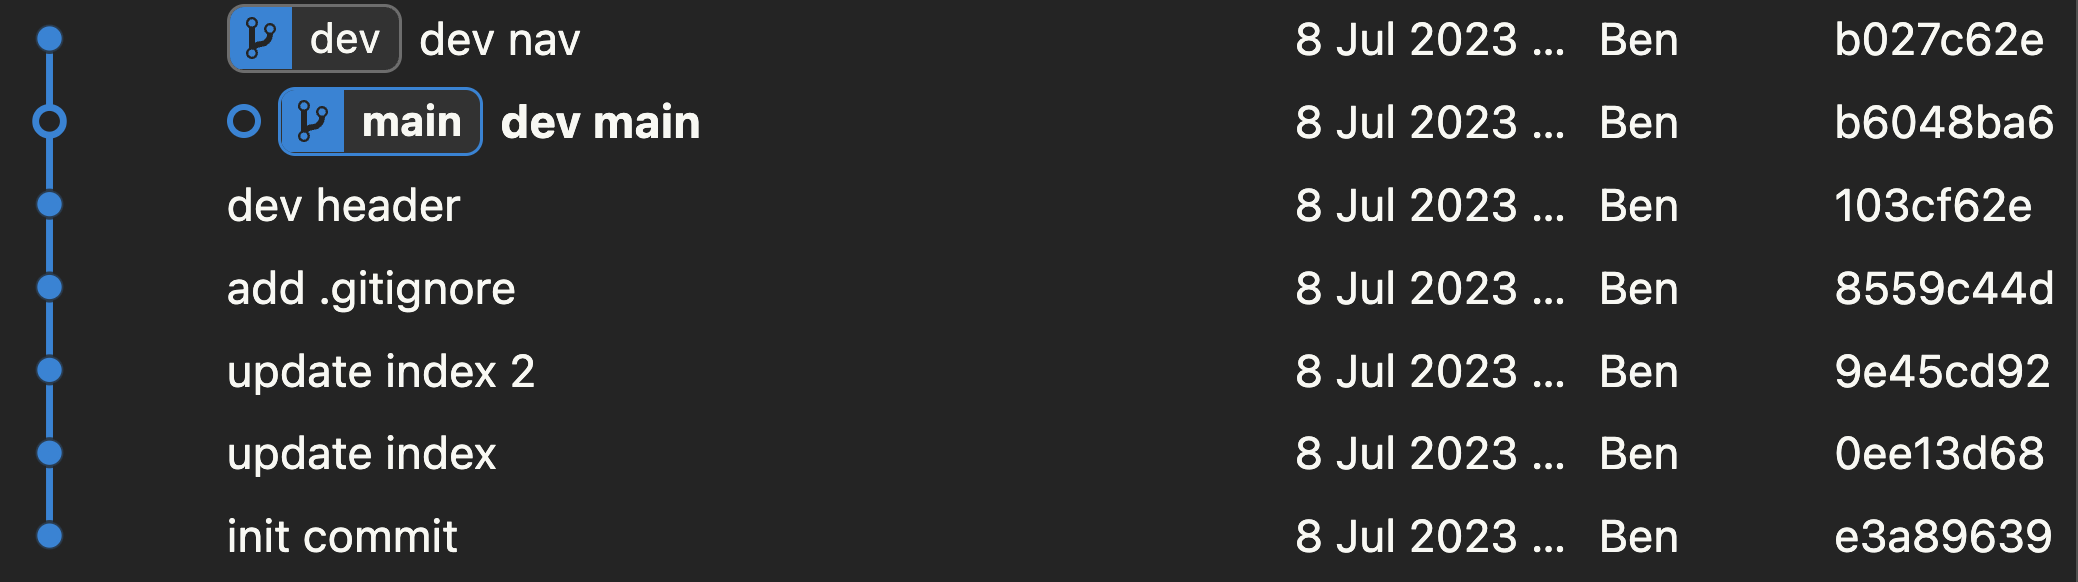 dev dev nav 8 Jul 2023 ... Ben b027c62e
main dev main 8 Jul 2023 ... Ben b6048ba6
dev header 8 Jul 2023 ... Ben 103cf62e
add .gitignore 8 Jul 2023 ... Ben 8559c44d
update index 2 8 Jul 2023 ... Ben 9e45cd92
update index 8 Jul 2023 ... Ben 0ee13d68
init commit 8 Jul 2023 ... Ben e3a89639